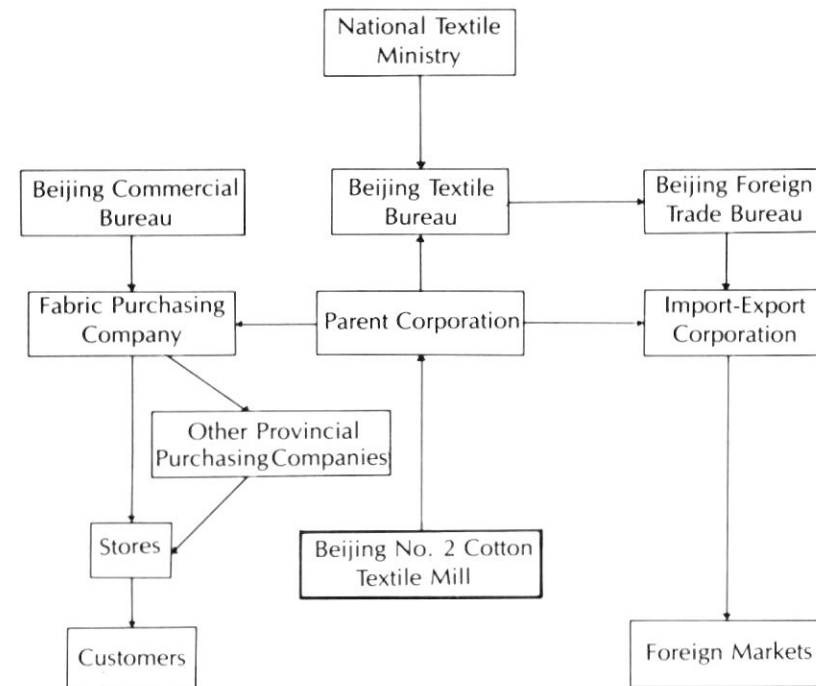 National Textile
Ministry
Beijing Commercial
Bureau
Beijing Textile
Bureau
Beijing Foreign
Trade Bureau
Fabric Purchasing
Company
Parent Corporation
Import-Export
Corporation
Other Provincial
Purchasing Companies
Stores
Beijing No. 2 Cotton
Textile Mill
Customers
Foreign Markets